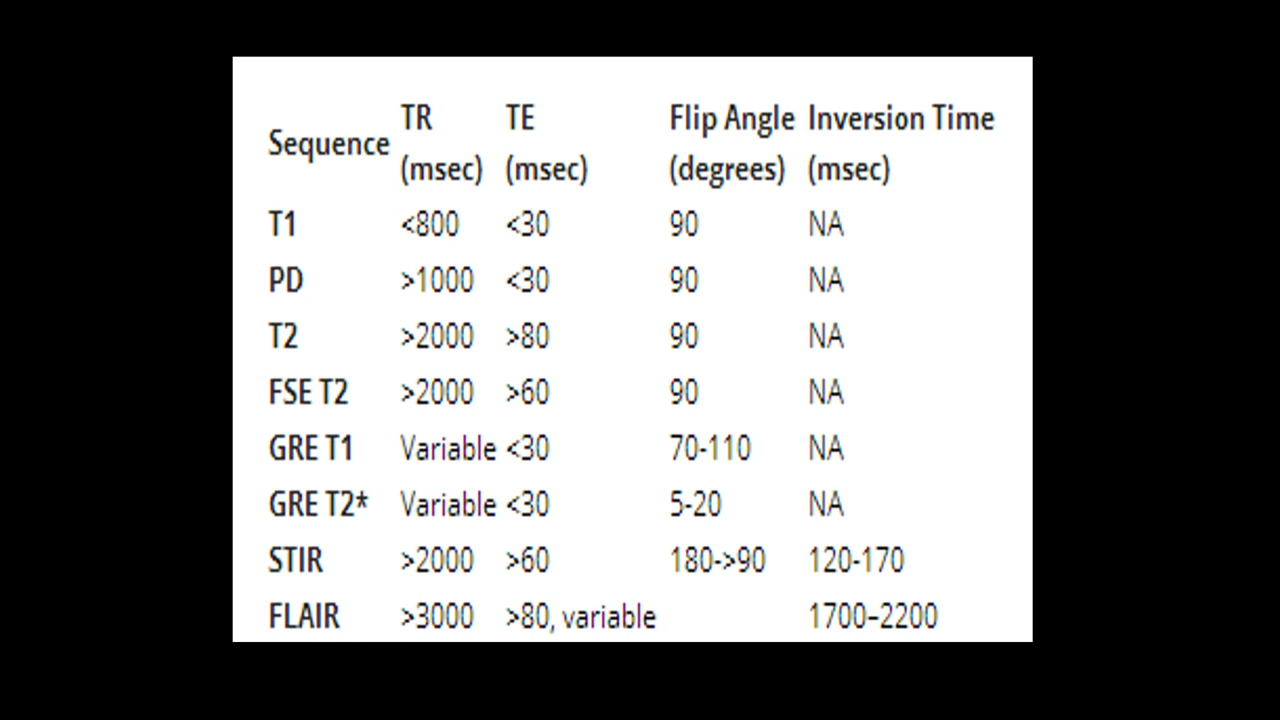 Sequence TR (msec) TE (msec) Flip Angle (degrees) Inversion Time (msec)
T1 <800 <30 90 NA
PD >1000 <30 90 NA
T2 >2000 >80 90 NA
FSE T2 >2000 >60 90 NA
GRE T1 Variable <30 70-110 NA
GRE T2* Variable <30 5-20 NA
STIR >2000 >60 180->90 120-170
FLAIR >3000 >80, variable 1700–2200